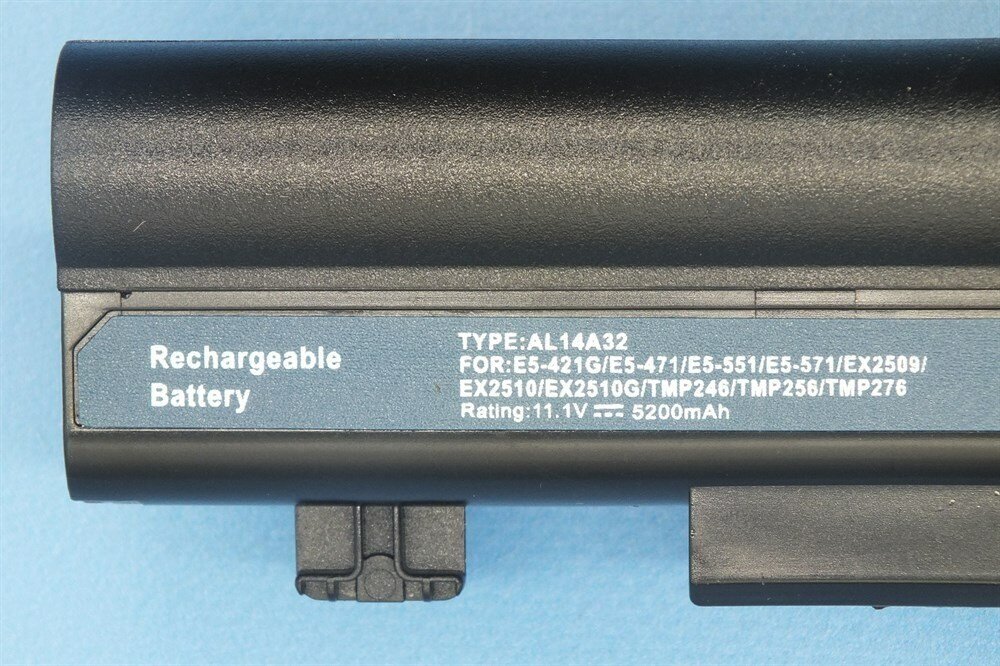 Rechargeable
Battery
TYPE:AL14A32
FOR:E5-421G/E5-471/E5-551/E5-571/EX2509/
EX2510/EX2510G/TMP246/TMP256/TMP276
Rating:11.1V ⎓ 5200mAh